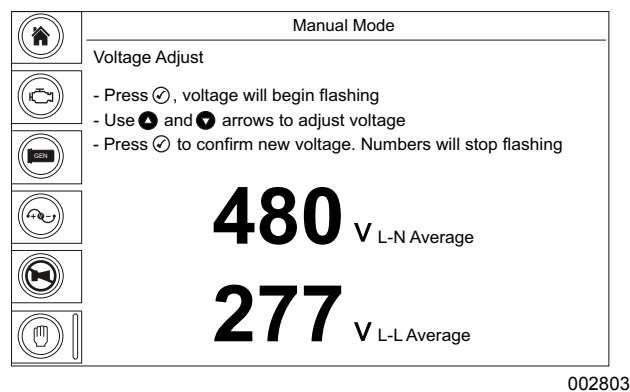 Manual Mode
Voltage Adjust
- Press ✓, voltage will begin flashing
- Use ▲ and ▼ arrows to adjust voltage
- Press ✓ to confirm new voltage. Numbers will stop flashing
GEN
480 V L-N Average
277 V L-L Average
002803